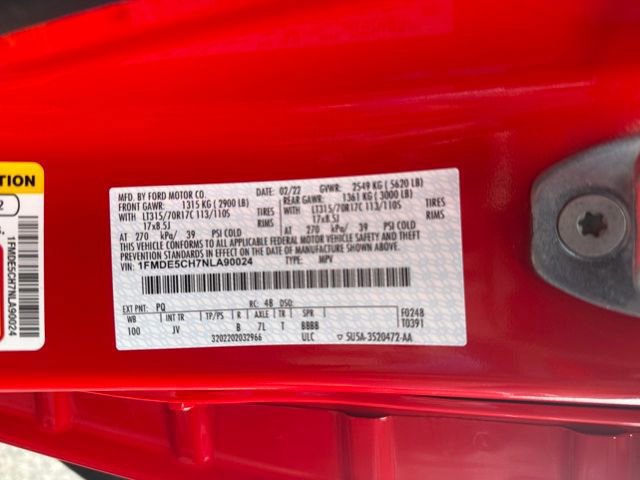 MFD. BY FORD MOTOR CO.
DATE: 02/22 GVWR: 2549 KG ( 5620 LB)
FRONT GAWR: 1315 KG ( 2900 LB) REAR GAWR: 1361 KG ( 3000 LB)
WITH LT315/70R17C 113/110S TIRES WITH LT315/70R17C 113/110S TIRES
17x8.5J RIMS 17x8.5J RIMS
AT 270 kPa/ 39 PSI COLD AT 270 kPa/ 39 PSI COLD
THIS VEHICLE CONFORMS TO ALL APPLICABLE FEDERAL MOTOR VEHICLE SAFETY AND THEFT
PREVENTION STANDARDS IN EFFECT ON THE DATE OF MANUFACTURE SHOWN ABOVE.
VIN: 1FMDE5CH7NLA90024 TYPE: MPV
EXT PNT: PQ RC: 48 DSO: F0248
WB INT TR TP/PS R AXLE TR SPR T0391
100 JV B 7L T BBBB
3202202032966 ULC 5U5A-3520472-AA
UTION
1FMDE5CH7NLA90024